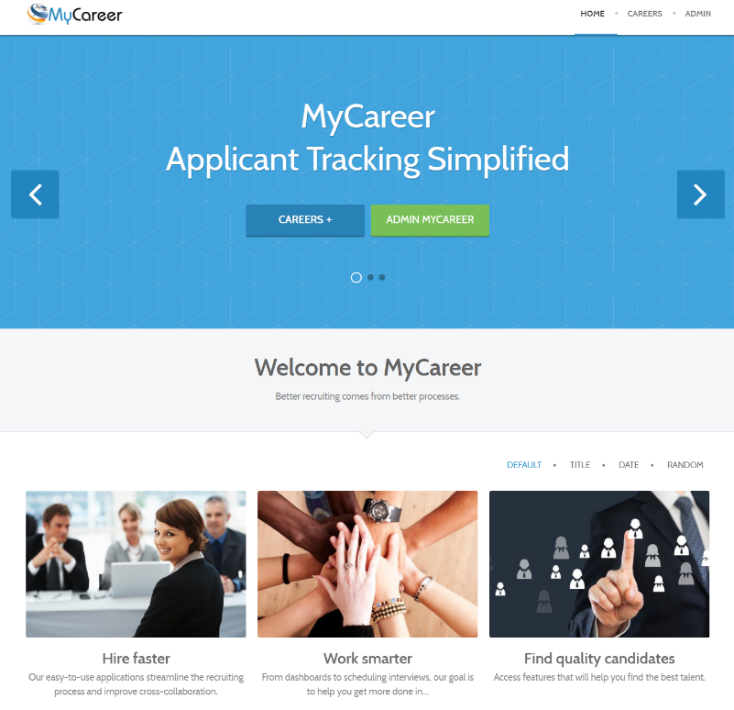 MyCareer
HOME • CAREERS • ADMIN
MyCareer
Applicant Tracking Simplified
CAREERS +
ADMIN MYCAREER
Welcome to MyCareer
Better recruiting comes from better processes.
DEFAULT • TITLE • DATE • RANDOM
Hire faster
Our easy-to-use applications streamline the recruiting
process and improve cross-collaboration.
Work smarter
From dashboards to scheduling interviews, our goal is
to help you get more done in...
Find quality candidates
Access features that will help you find the best talent.